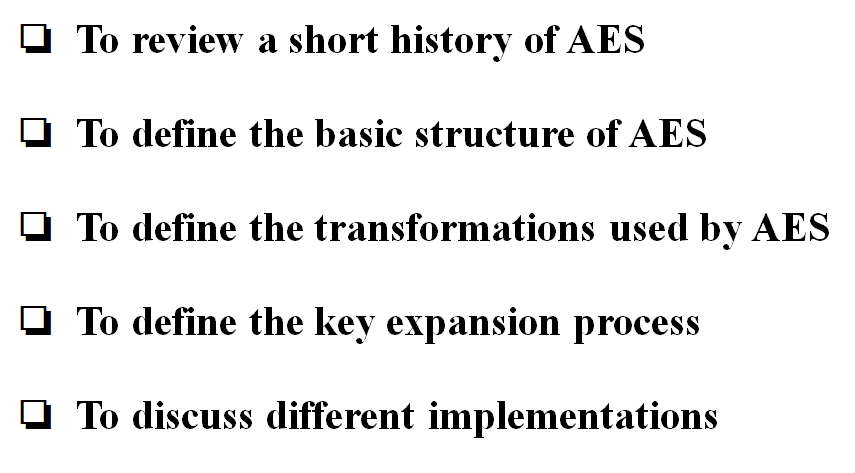 ❏ To review a short history of AES
❏ To define the basic structure of AES
❏ To define the transformations used by AES
❏ To define the key expansion process
❏ To discuss different implementations